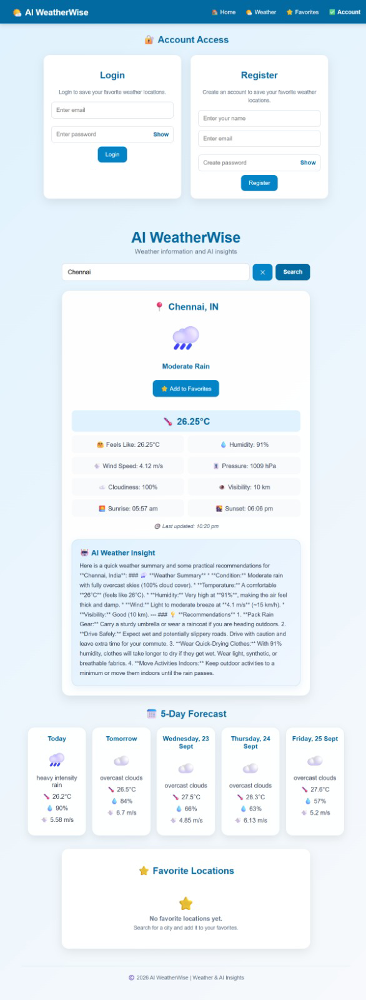 AI WeatherWise
Home
Weather
Favorites
Account
Account Access
Login
Login to save your favorite weather locations.
Enter email
Enter password
Show
Login
Register
Create an account to save your favorite weather
locations.
Enter your name
Enter email
Create password
Show
Register
AI WeatherWise
Weather information and AI insights
Chennai
×
Search
Chennai, IN
Moderate Rain
Add to Favorites
26.25°C
Feels Like: 26.25°C
Humidity: 91%
Wind Speed: 4.12 m/s
Pressure: 1009 hPa
Cloudiness: 100%
Visibility: 10 km
Sunrise: 05:57 am
Sunset: 06:06 pm
Last updated: 10:20 pm
AI Weather Insight
Here is a quick weather summary and some practical recommendations for
**Chennai, India**: ### 🌧️ **Weather Summary** * **Condition:** Moderate rain
with fully overcast skies (100% cloud cover). * **Temperature:** A comfortable
**26°C** (feels like 26°C). * **Humidity:** Very high at **91%**, making the air feel
thick and damp. * **Wind:** Light to moderate breeze at **4.1 m/s** (~15 km/h). *
**Visibility:** Good (10 km). --- ### 💡 **Recommendations** 1. **Pack Rain
Gear:** Carry a sturdy umbrella or wear a raincoat if you are heading outdoors. 2.
**Drive Safely:** Expect wet and potentially slippery roads. Drive with caution and
leave extra time for your commute. 3. **Wear Quick-Drying Clothes:** With 91%
humidity, clothes will take longer to dry if they get wet. Wear light, synthetic, or
breathable fabrics. 4. **Move Activities Indoors:** Keep outdoor activities to a
minimum or move them indoors until the rain passes.
5-Day Forecast
Today
heavy intensity
rain
26.2°C
90%
5.58 m/s
Tomorrow
overcast clouds
26.5°C
84%
6.7 m/s
Wednesday, 23
Sept
overcast clouds
27.5°C
66%
4.85 m/s
Thursday, 24
Sept
overcast clouds
28.3°C
63%
6.13 m/s
Friday, 25 Sept
overcast clouds
27.6°C
57%
5.2 m/s
Favorite Locations
No favorite locations yet.
Search for a city and add it to your favorites.
© 2026 AI WeatherWise | Weather & AI Insights